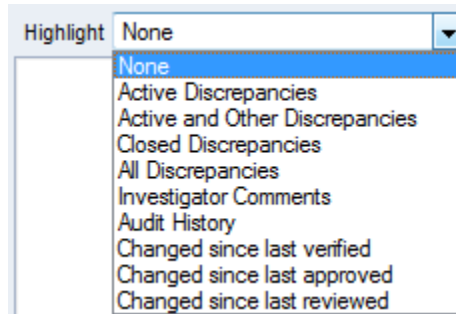 Highlight None
None
Active Discrepancies
Active and Other Discrepancies
Closed Discrepancies
All Discrepancies
Investigator Comments
Audit History
Changed since last verified
Changed since last approved
Changed since last reviewed